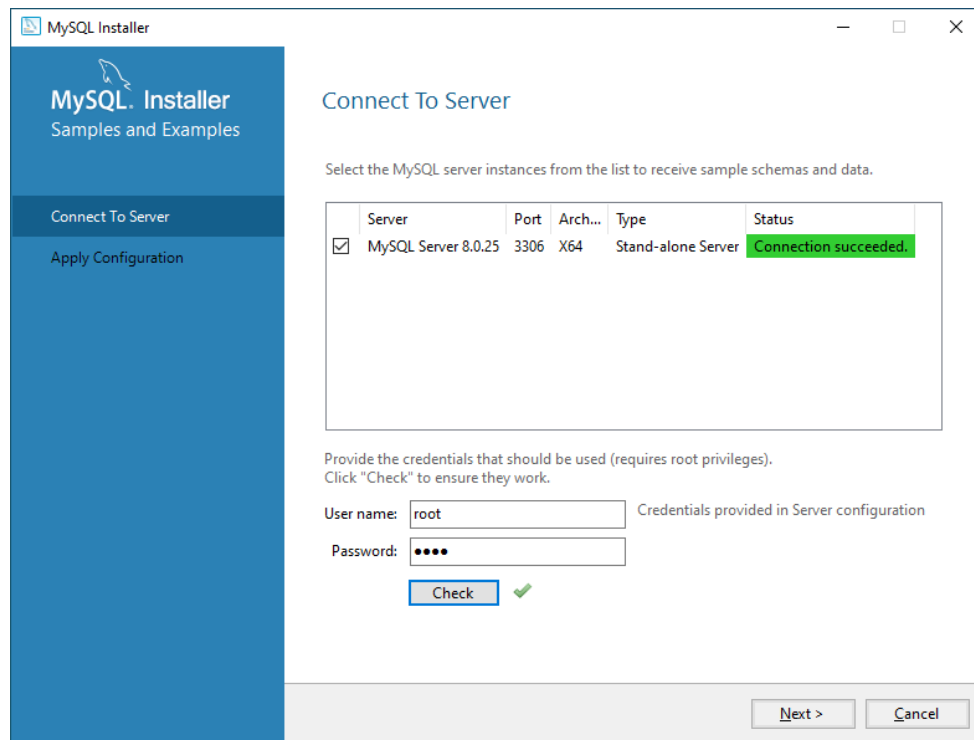 MySQL Installer
MySQL. Installer
Samples and Examples
Connect To Server
Apply Configuration
Connect To Server
Select the MySQL server instances from the list to receive sample schemas and data.
Server Port Arch... Type Status
MySQL Server 8.0.25 3306 X64 Stand-alone Server Connection succeeded.
Provide the credentials that should be used (requires root privileges).
Click "Check" to ensure they work.
User name: root Credentials provided in Server configuration
Password: ●●●●
Check
Next > Cancel